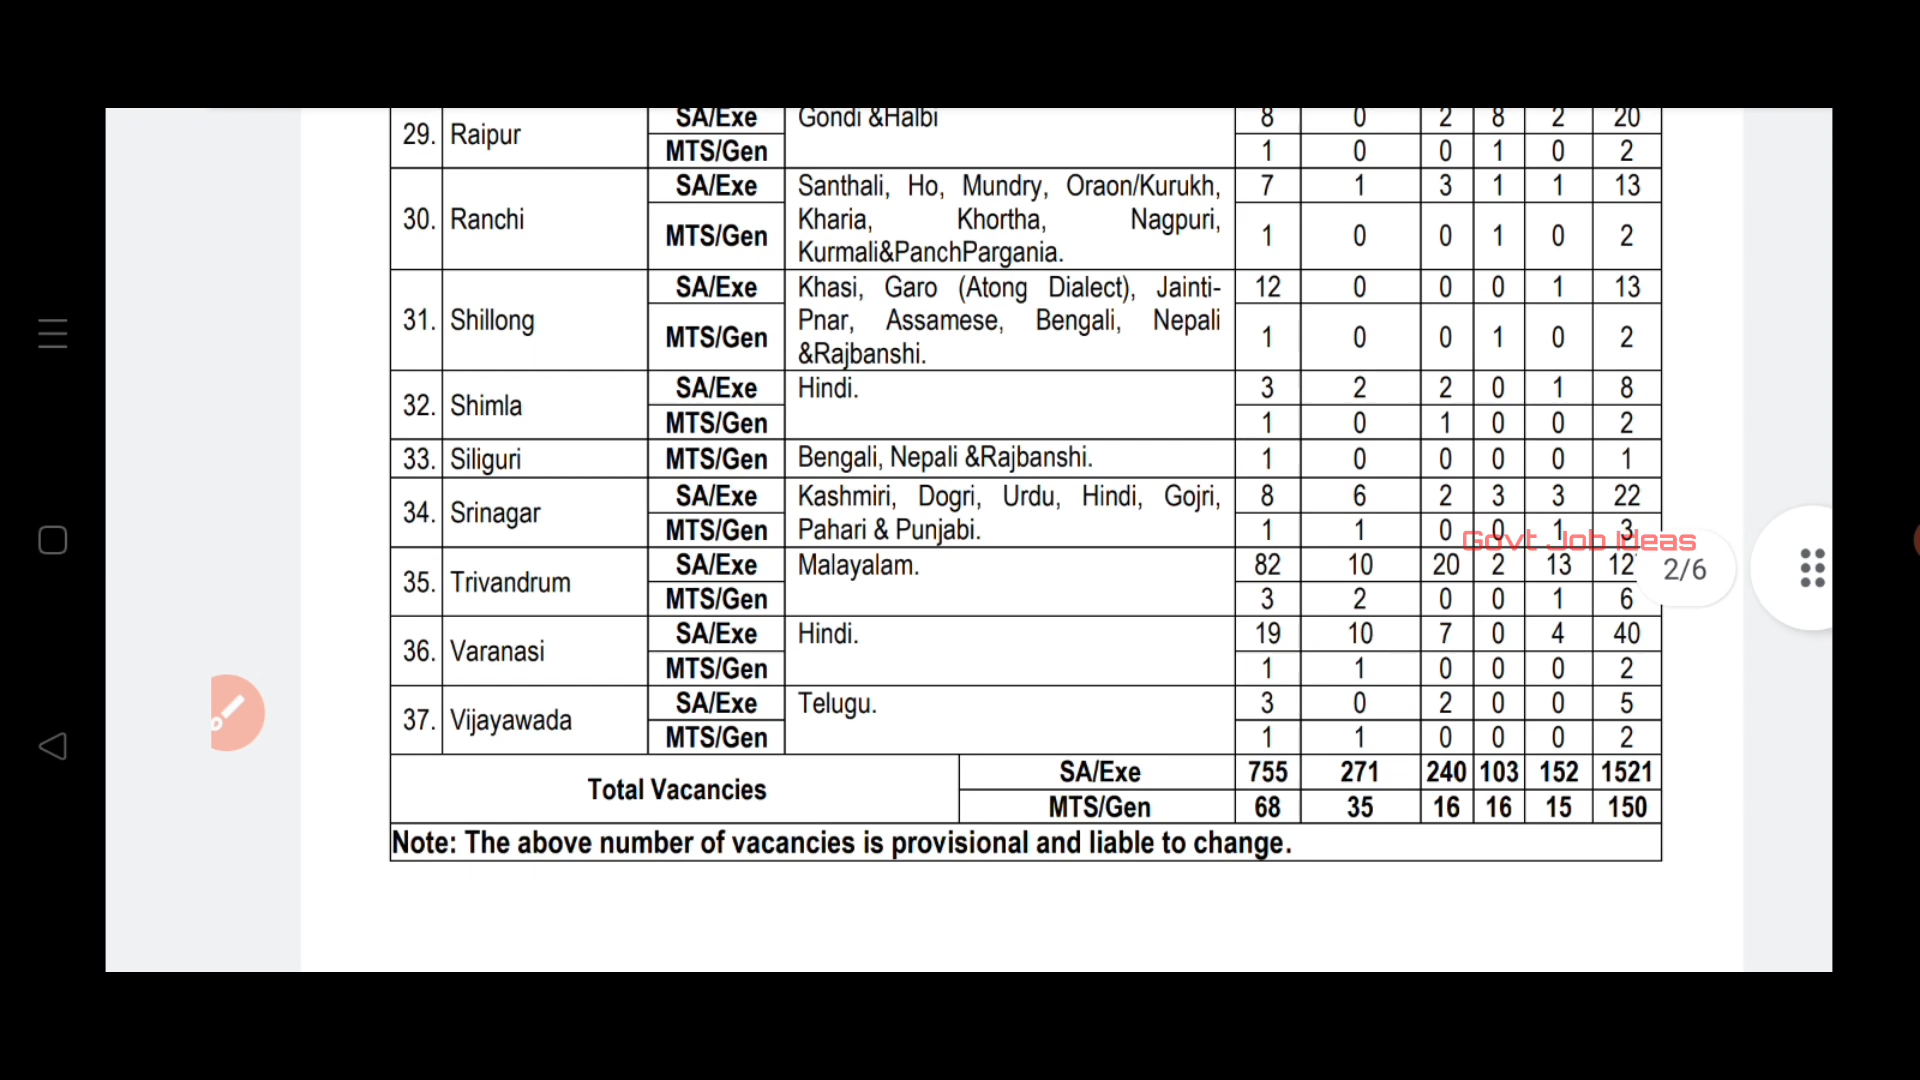 29. Raipur SA/Exe Gondi &Halbi 8 0 2 8 2 20
MTS/Gen 1 0 0 1 0 2
30. Ranchi SA/Exe Santhali, Ho, Mundry, Oraon/Kurukh, 7 1 3 1 1 13
Kharia, Khortha, Nagpuri,
MTS/Gen Kurmali&PanchPargania. 1 0 0 1 0 2
31. Shillong SA/Exe Khasi, Garo (Atong Dialect), Jainti- 12 0 0 0 1 13
Pnar, Assamese, Bengali, Nepali
MTS/Gen &Rajbanshi. 1 0 0 1 0 2
32. Shimla SA/Exe Hindi. 3 2 2 0 1 8
MTS/Gen 1 0 1 0 0 2
33. Siliguri MTS/Gen Bengali, Nepali &Rajbanshi. 1 0 0 0 0 1
34. Srinagar SA/Exe Kashmiri, Dogri, Urdu, Hindi, Gojri, 8 6 2 3 3 22
MTS/Gen Pahari & Punjabi. 1 1 0 0 1 3
Govt Job Ideas
35. Trivandrum SA/Exe Malayalam. 82 10 20 2 13 12
2/6
MTS/Gen 3 2 0 0 1 6
36. Varanasi SA/Exe Hindi. 19 10 7 0 4 40
MTS/Gen 1 1 0 0 0 2
37. Vijayawada SA/Exe Telugu. 3 0 2 0 0 5
MTS/Gen 1 1 0 0 0 2
Total Vacancies SA/Exe 755 271 240 103 152 1521
MTS/Gen 68 35 16 16 15 150
Note: The above number of vacancies is provisional and liable to change.